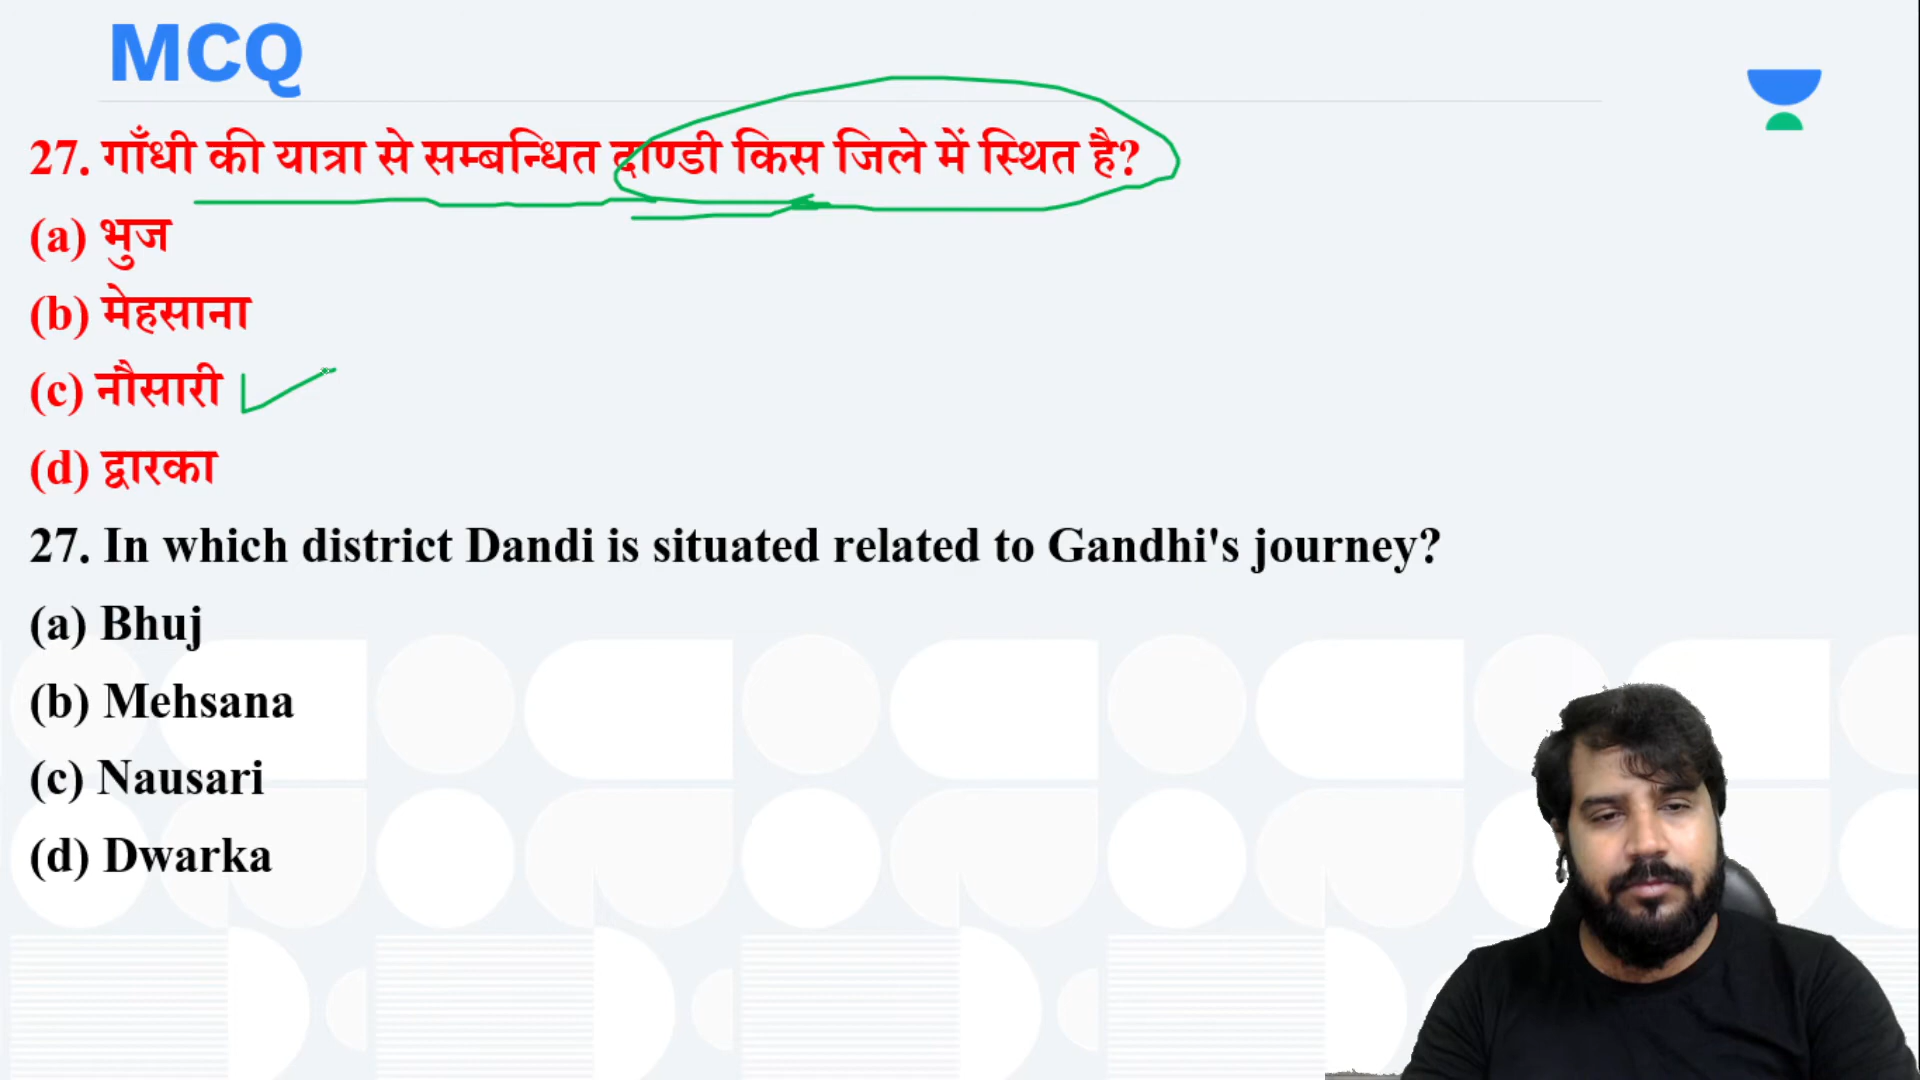 MCQ
27. गाँधी की यात्रा से सम्बन्धित दाण्डी किस जिले में स्थित है?
(a) भुज
(b) मेहसाना
(c) नौसारी
(d) द्वारका
27. In which district Dandi is situated related to Gandhi's journey?
(a) Bhuj
(b) Mehsana
(c) Nausari
(d) Dwarka